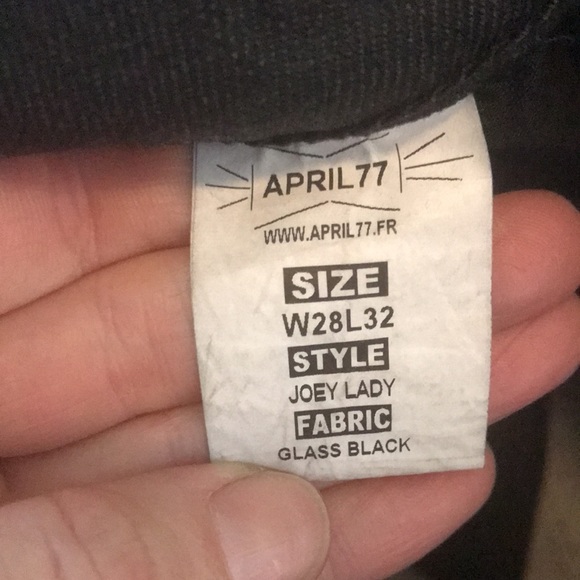 APRIL77
WWW.APRIL77.FR
SIZE
W28L32
STYLE
JOEY LADY
FABRIC
GLASS BLACK